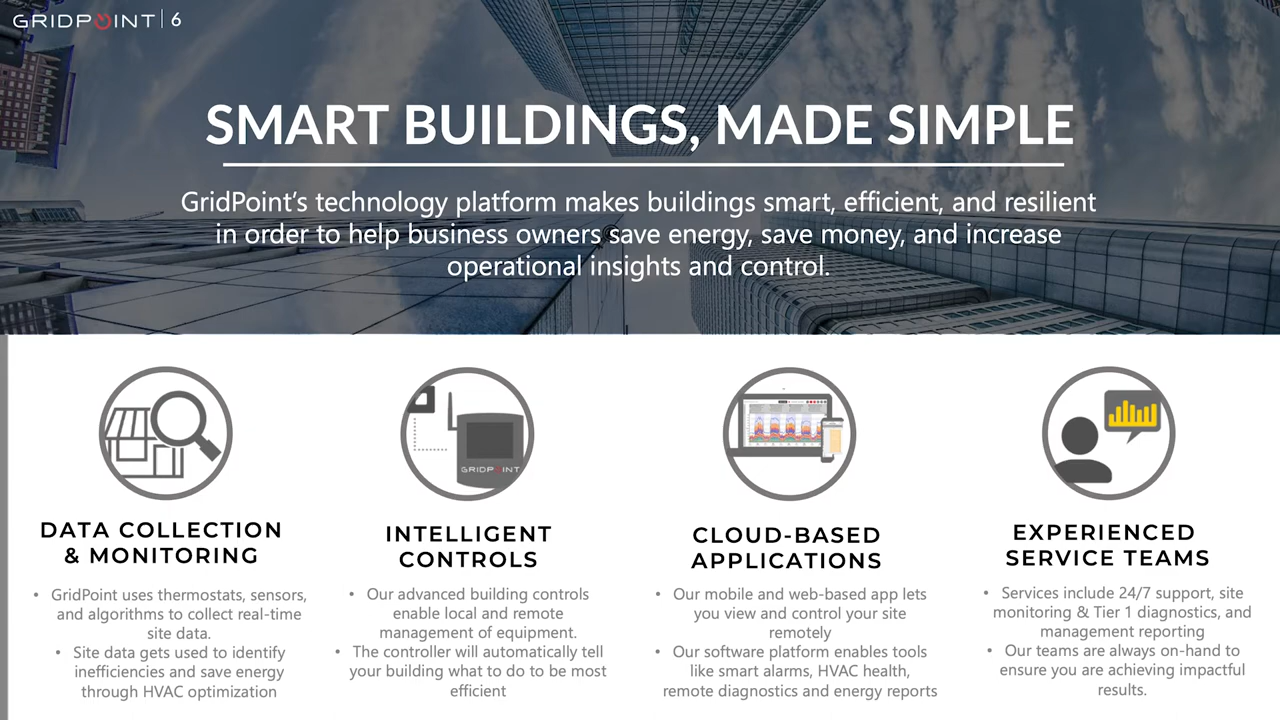 GRIDPOINT | 6
SMART BUILDINGS, MADE SIMPLE
GridPoint’s technology platform makes buildings smart, efficient, and resilient
in order to help business owners save energy, save money, and increase
operational insights and control.
GRIDPOINT
DATA COLLECTION
& MONITORING
• GridPoint uses thermostats, sensors,
and algorithms to collect real-time
site data.
• Site data gets used to identify
inefficiencies and save energy
through HVAC optimization
INTELLIGENT
CONTROLS
• Our advanced building controls
enable local and remote
management of equipment.
• The controller will automatically tell
your building what to do to be most
efficient
CLOUD-BASED
APPLICATIONS
• Our mobile and web-based app lets
you view and control your site
remotely
• Our software platform enables tools
like smart alarms, HVAC health,
remote diagnostics and energy reports
EXPERIENCED
SERVICE TEAMS
• Services include 24/7 support, site
monitoring & Tier 1 diagnostics, and
management reporting
• Our teams are always on-hand to
ensure you are achieving impactful
results.